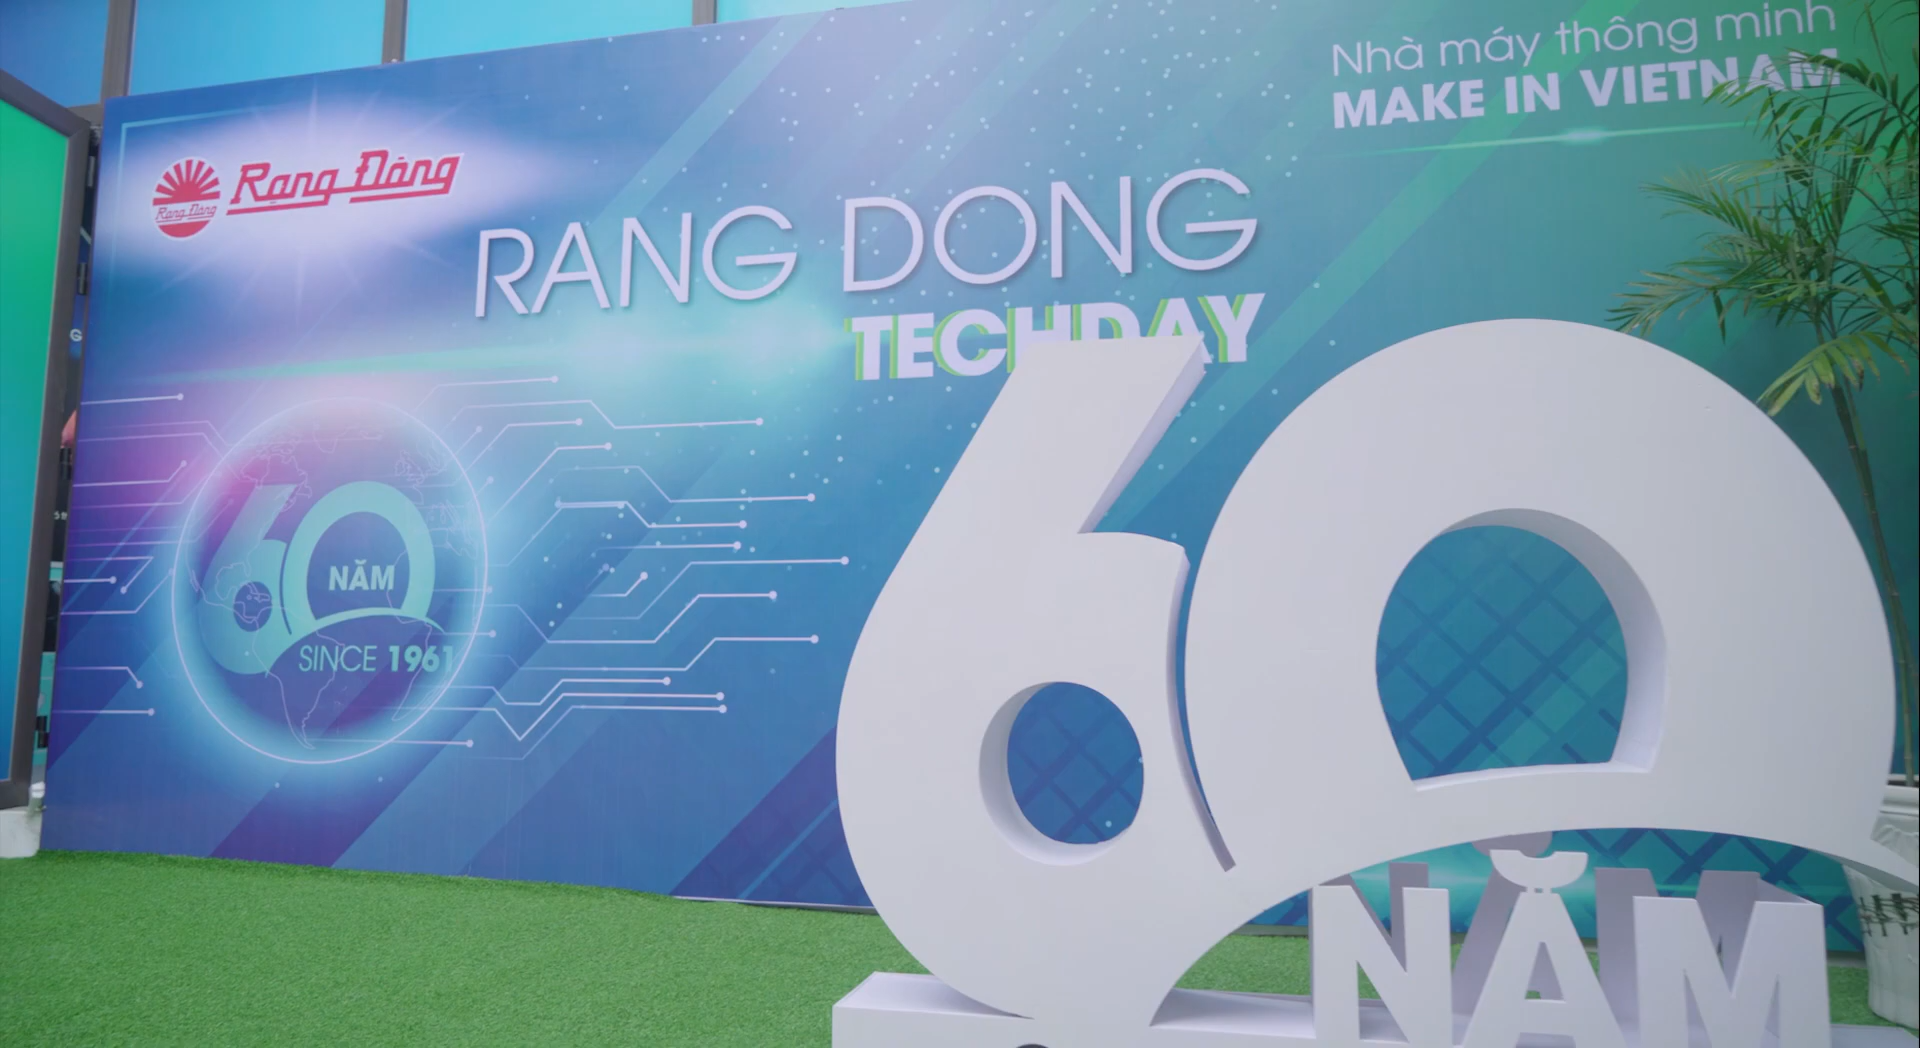 Nhà máy thông minh
MAKE IN VIETNAM
Rạng Đông
Rạng Đông
RANG DONG
TECHDAY
60
NĂM
SINCE 1961
60
NĂM